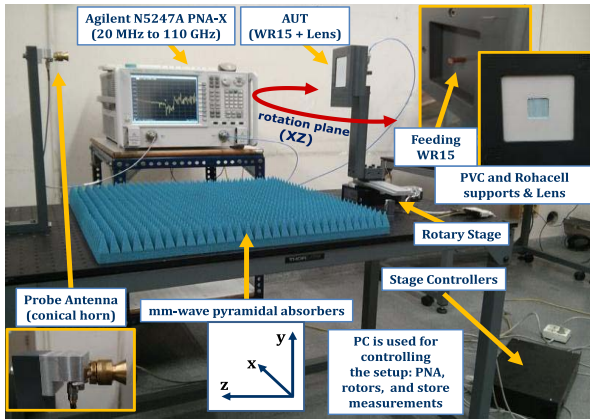 Agilent N5247A PNA-X
(20 MHz to 110 GHz)
AUT
(WR15 + Lens)
rotation plane
(XZ)
Feeding
WR15
PVC and Rohacell
supports & Lens
Rotary Stage
Stage Controllers
Probe Antenna
(conical horn)
mm-wave pyramidal absorbers
y
x
z
PC is used for
controlling
the setup: PNA,
rotors, and store
measurements